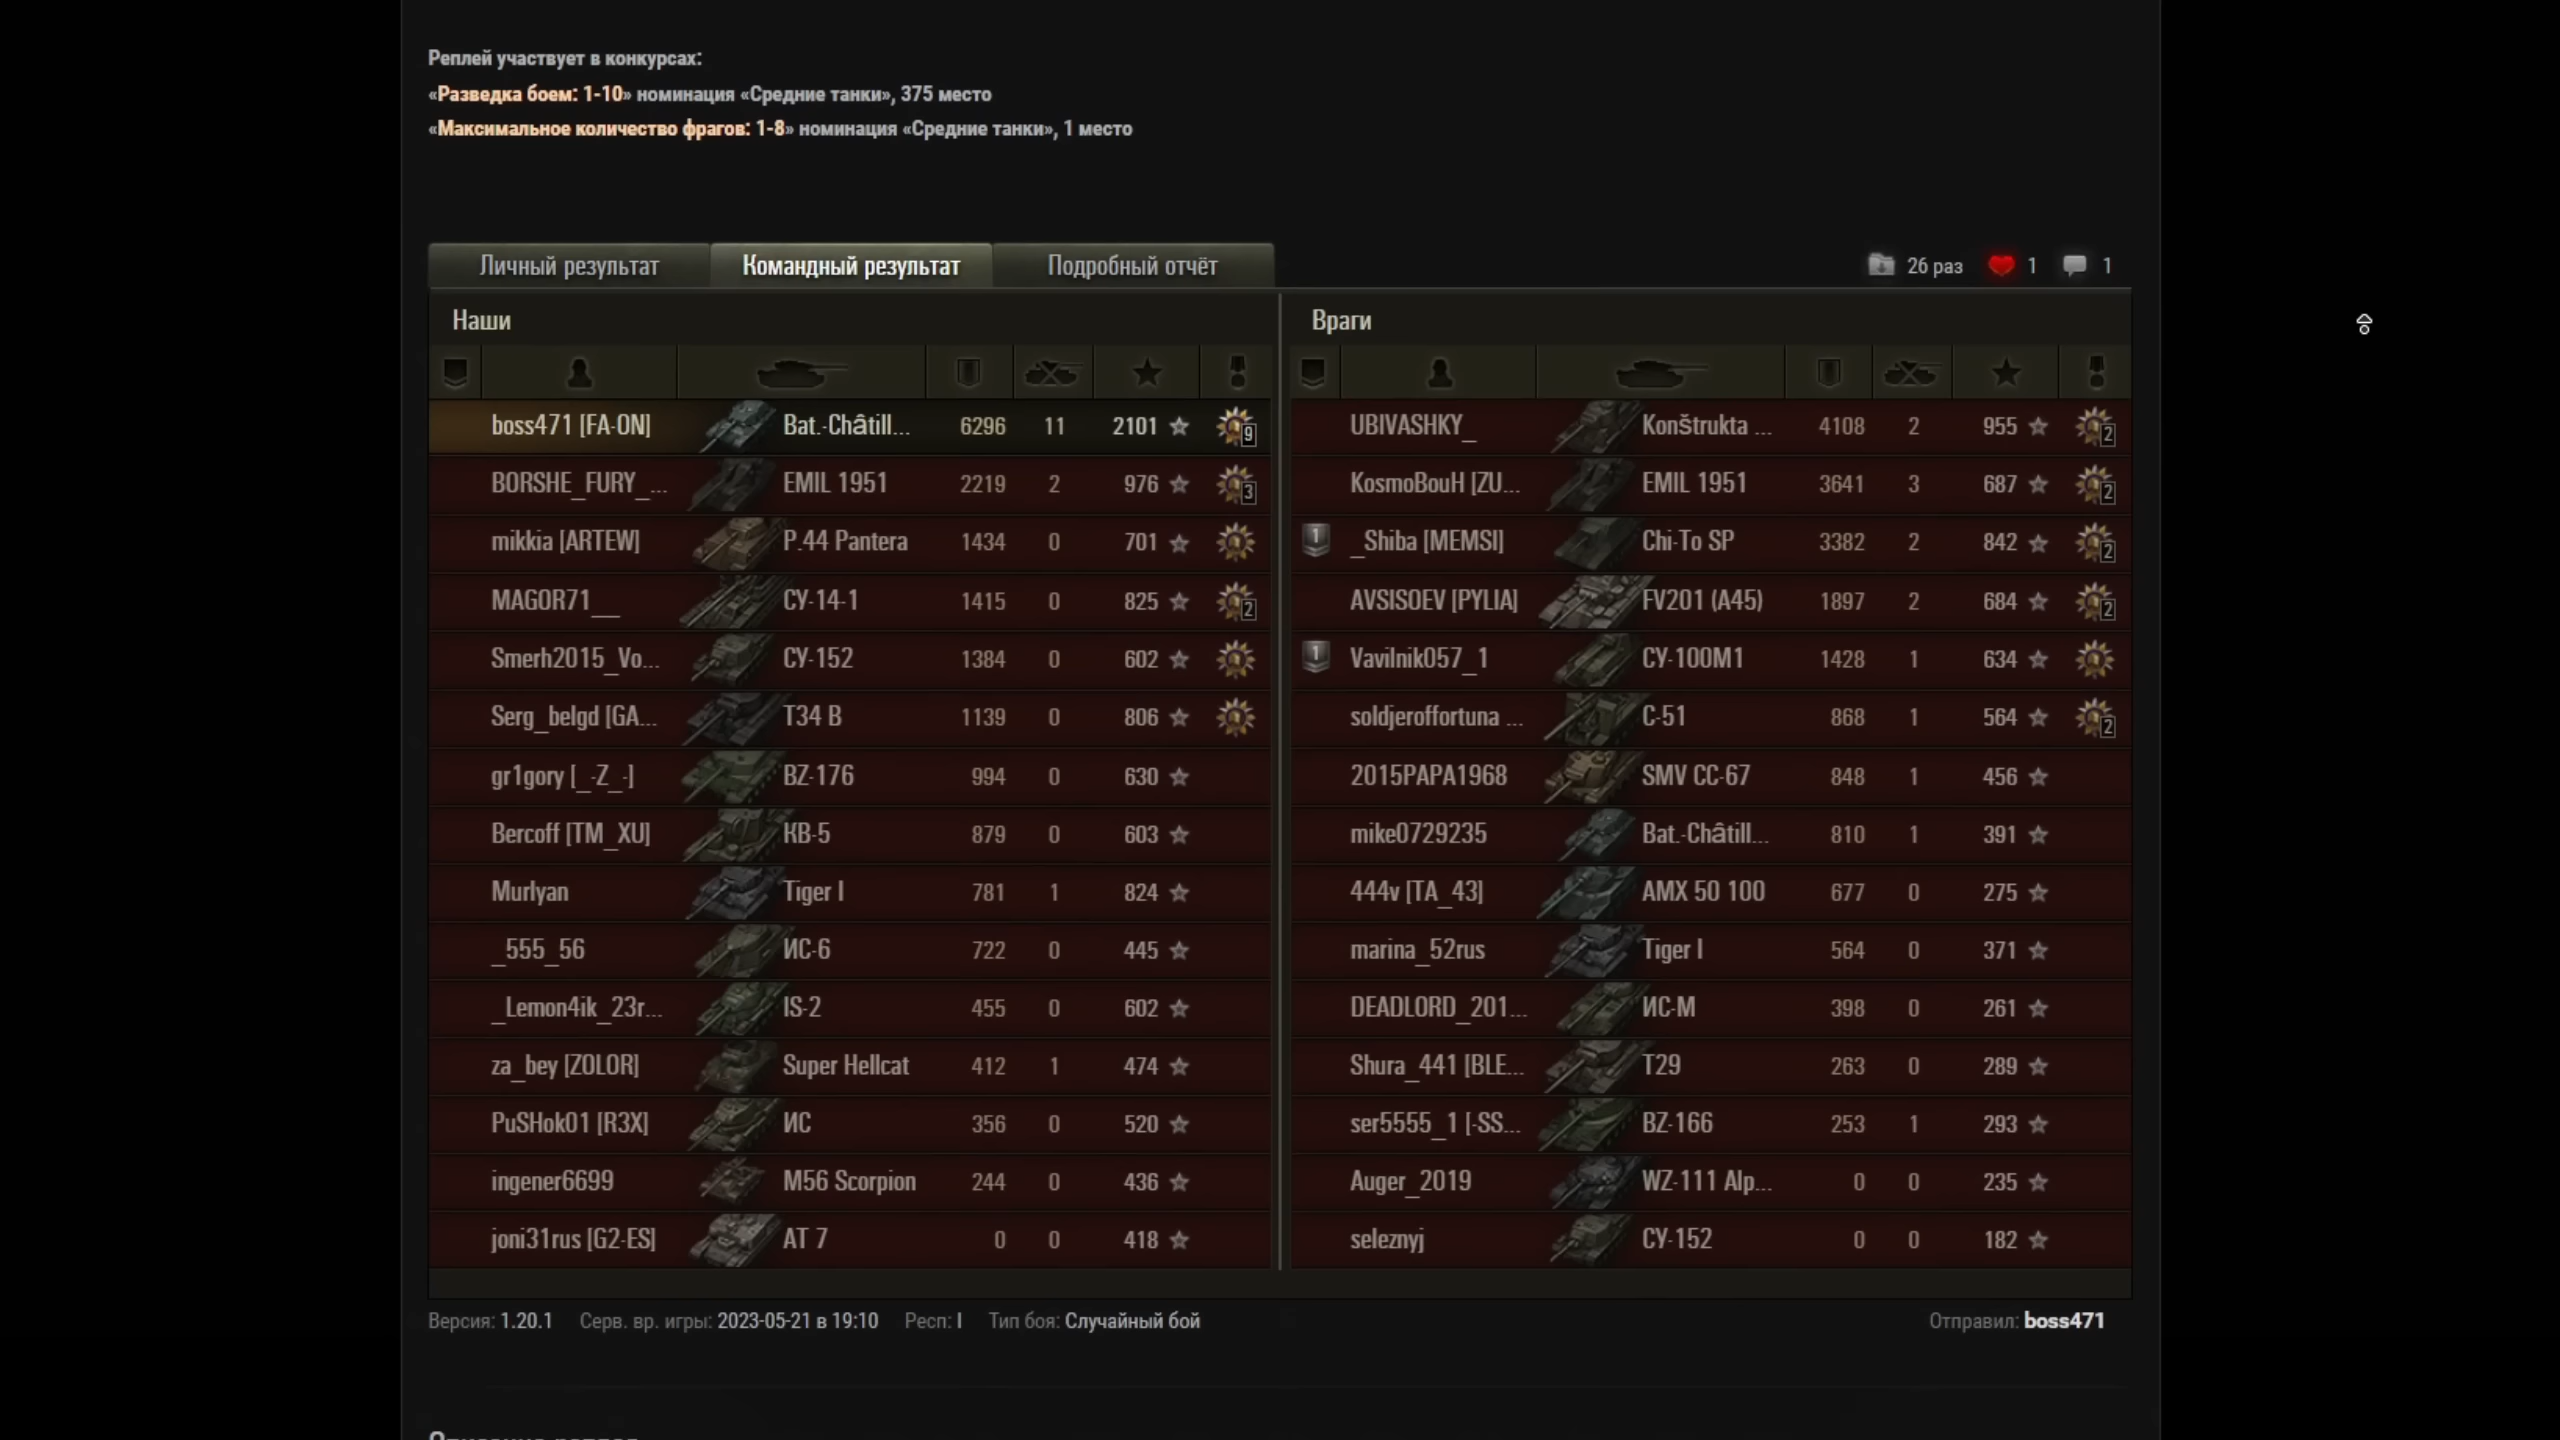 Реплей участвует в конкурсах:
«Разведка боем: 1-10» номинация «Средние танки», 375 место
«Максимальное количество фрагов: 1-8» номинация «Средние танки», 1 место
Личный результат Командный результат Подробный отчёт 26 раз 1 1
Наши
boss471 [FA-ON] Bat.-Châtill... 6296 11 2101 9
BORSHE_FURY_... EMIL 1951 2219 2 976 3
mikkia [ARTEW] P.44 Pantera 1434 0 701
MAGOR71__ СУ-14-1 1415 0 825 2
Smerh2015_Vo... СУ-152 1384 0 602
Serg_belgd [GA... T34 B 1139 0 806
gr1gory [_-Z_-] BZ-176 994 0 630
Bercoff [TM_XU] КВ-5 879 0 603
Murlyan Tiger I 781 1 824
_555_56 ИС-6 722 0 445
_Lemon4ik_23r... IS-2 455 0 602
za_bey [ZOLOR] Super Hellcat 412 1 474
PuSHok01 [R3X] ИС 356 0 520
ingener6699 M56 Scorpion 244 0 436
joni31rus [G2-ES] AT 7 0 0 418
Враги
UBIVASHKY_ Konštrukta ... 4108 2 955 2
KosmoBouH [ZU... EMIL 1951 3641 3 687 2
1 _Shiba [MEMSI] Chi-To SP 3382 2 842 2
AVSISOEV [PYLIA] FV201 (A45) 1897 2 684 2
1 Vavilnik057_1 СУ-100М1 1428 1 634
soldjeroffortuna ... С-51 868 1 564 2
2015PAPA1968 SMV CC-67 848 1 456
mike0729235 Bat.-Châtill... 810 1 391
444v [TA_43] AMX 50 100 677 0 275
marina_52rus Tiger I 564 0 371
DEADLORD_201... ИС-М 398 0 261
Shura_441 [BLE... T29 263 0 289
ser5555_1 [-SS... BZ-166 253 1 293
Auger_2019 WZ-111 Alp... 0 0 235
seleznyj СУ-152 0 0 182
Версия: 1.20.1 Серв. вр. игры: 2023-05-21 в 19:10 Респ: I Тип боя: Случайный бой Отправил: boss471